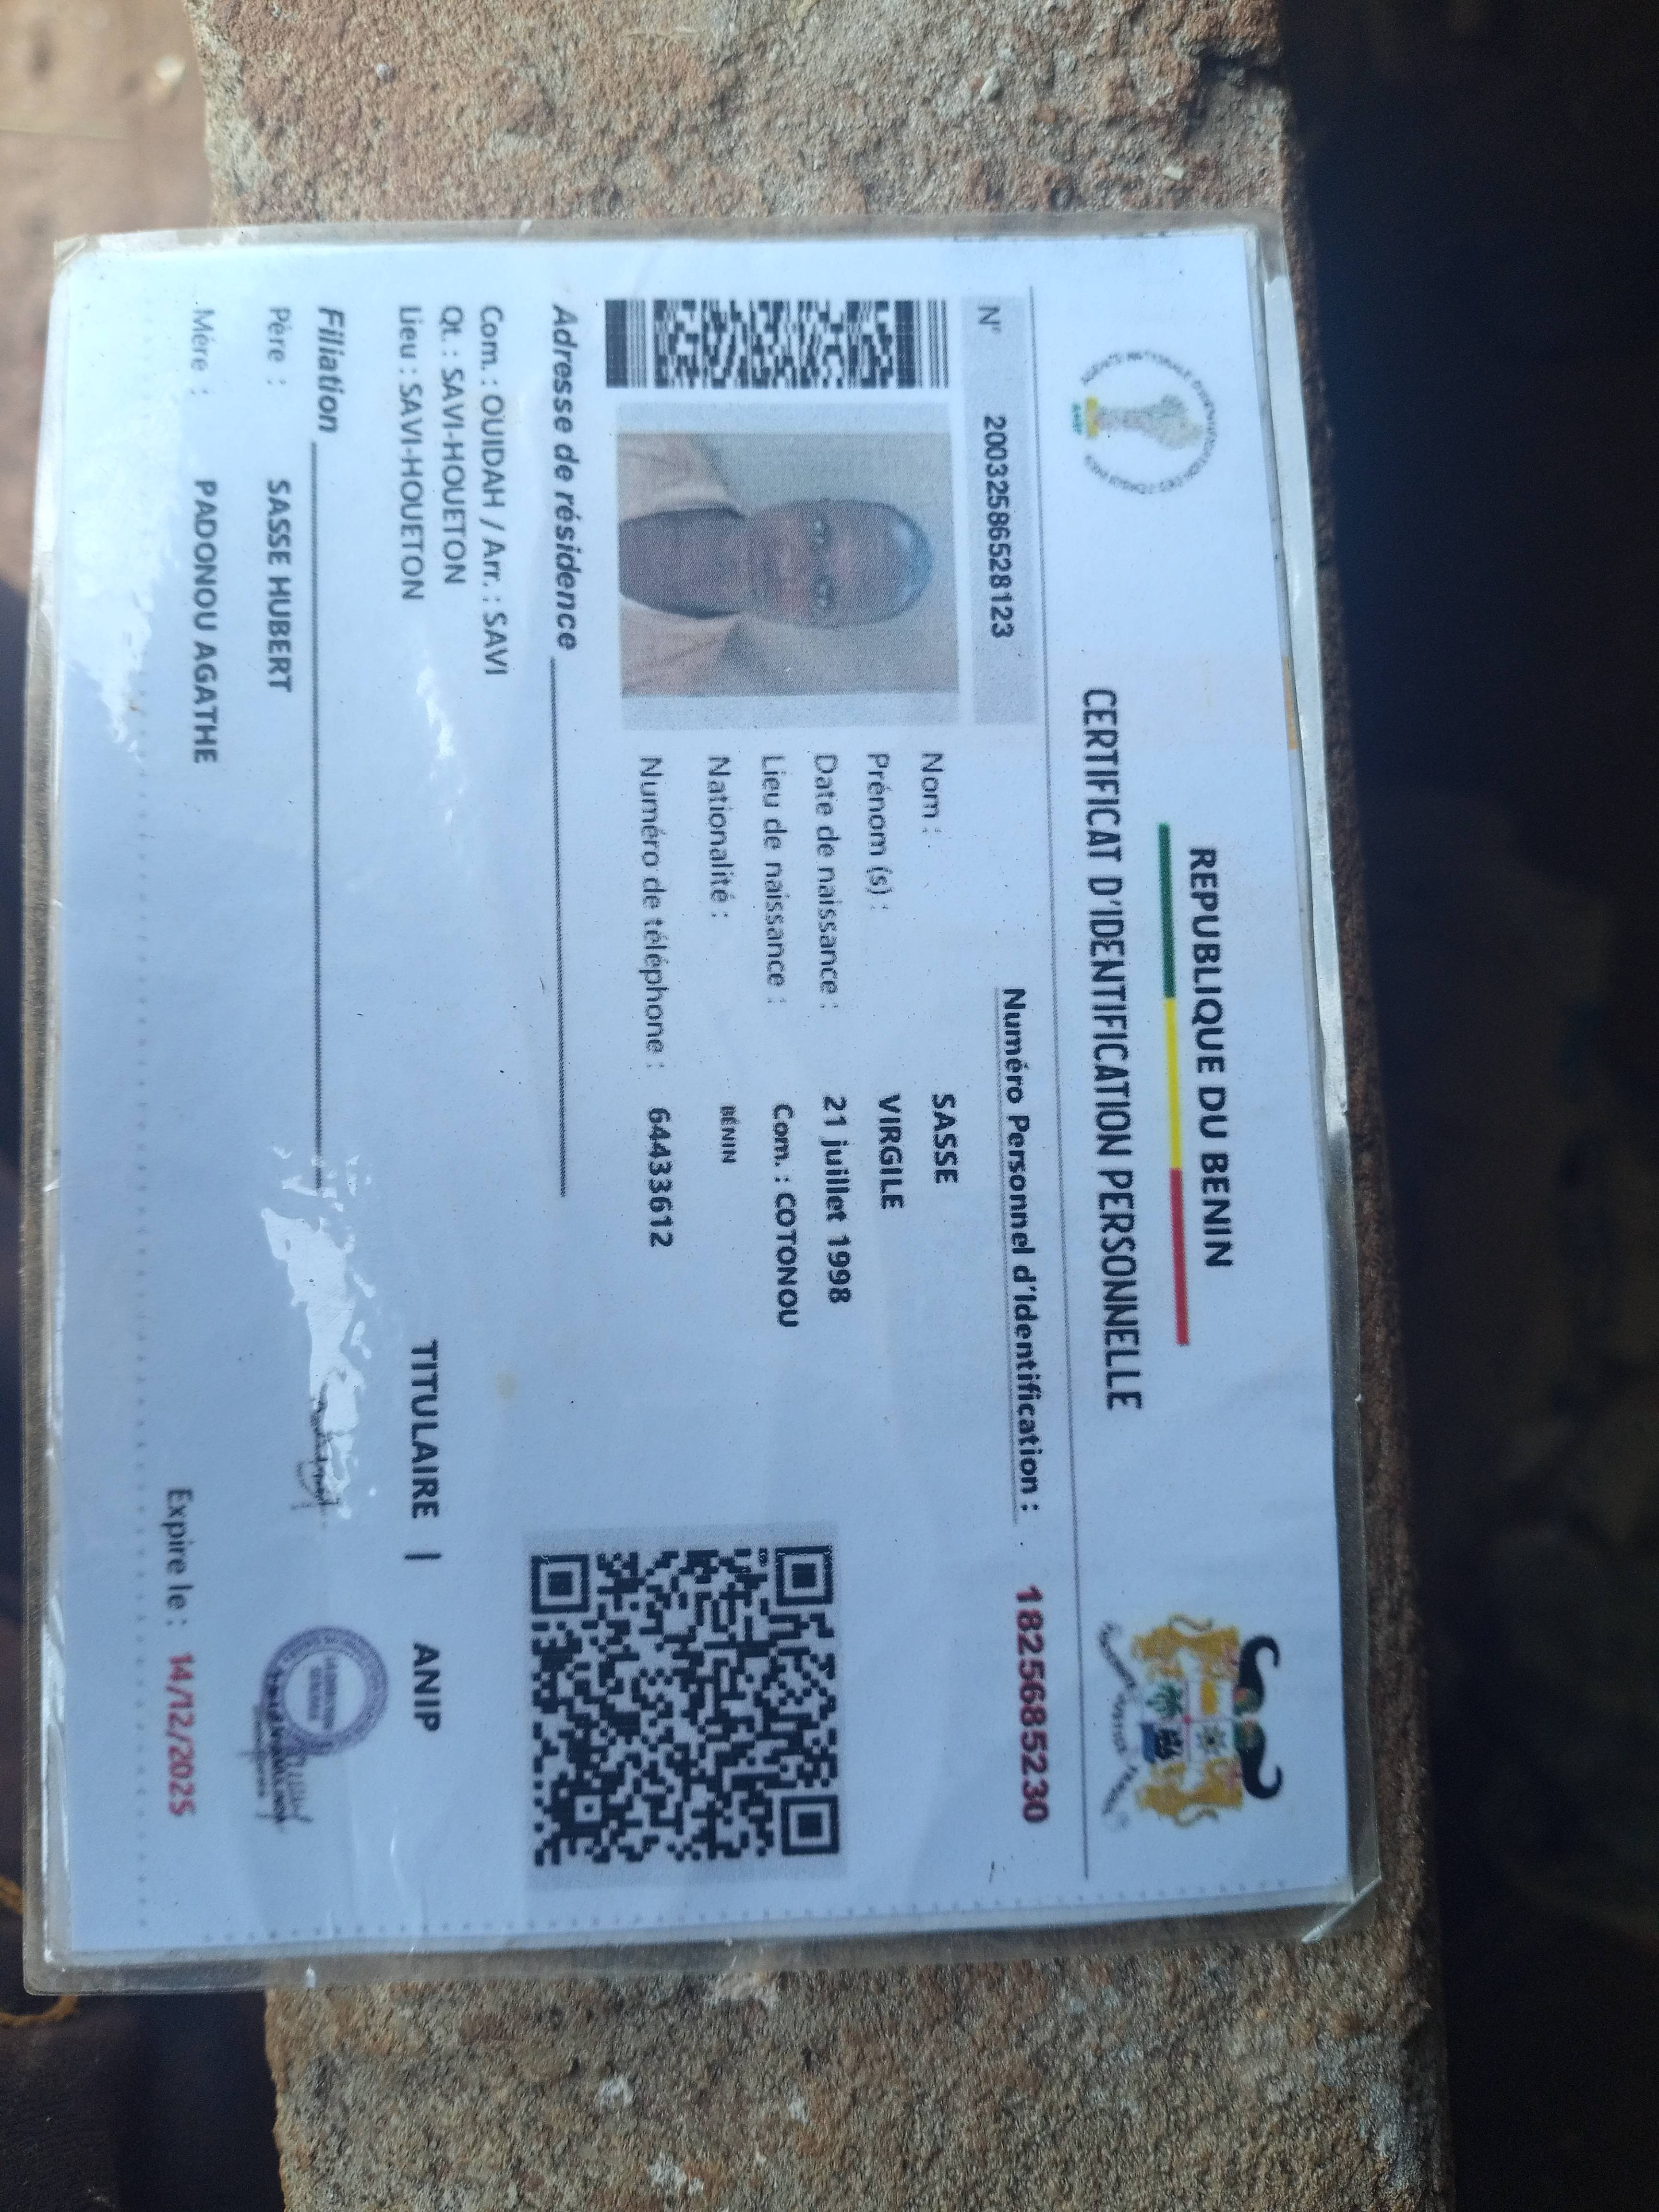 REPUBLIQUE DU BENIN
CERTIFICAT D'IDENTIFICATION PERSONNELLE
N° 20032586528123
Numéro Personnel d'Identification : 1825685230
Nom : SASSE
Prénom (s) : VIRGILE
Date de naissance : 21 juillet 1998
Lieu de naissance : Com. : COTONOU
Nationalité : BÉNIN
Numéro de téléphone : 64433612
Adresse de résidence
Com. : OUIDAH / Arr. : SAVI
Qt. : SAVI-HOUETON
Lieu : SAVI-HOUETON
TITULAIRE | ANIP
Filiation
Père : SASSE HUBERT
Mère : PADONOU AGATHE
Expire le : 14/12/2025